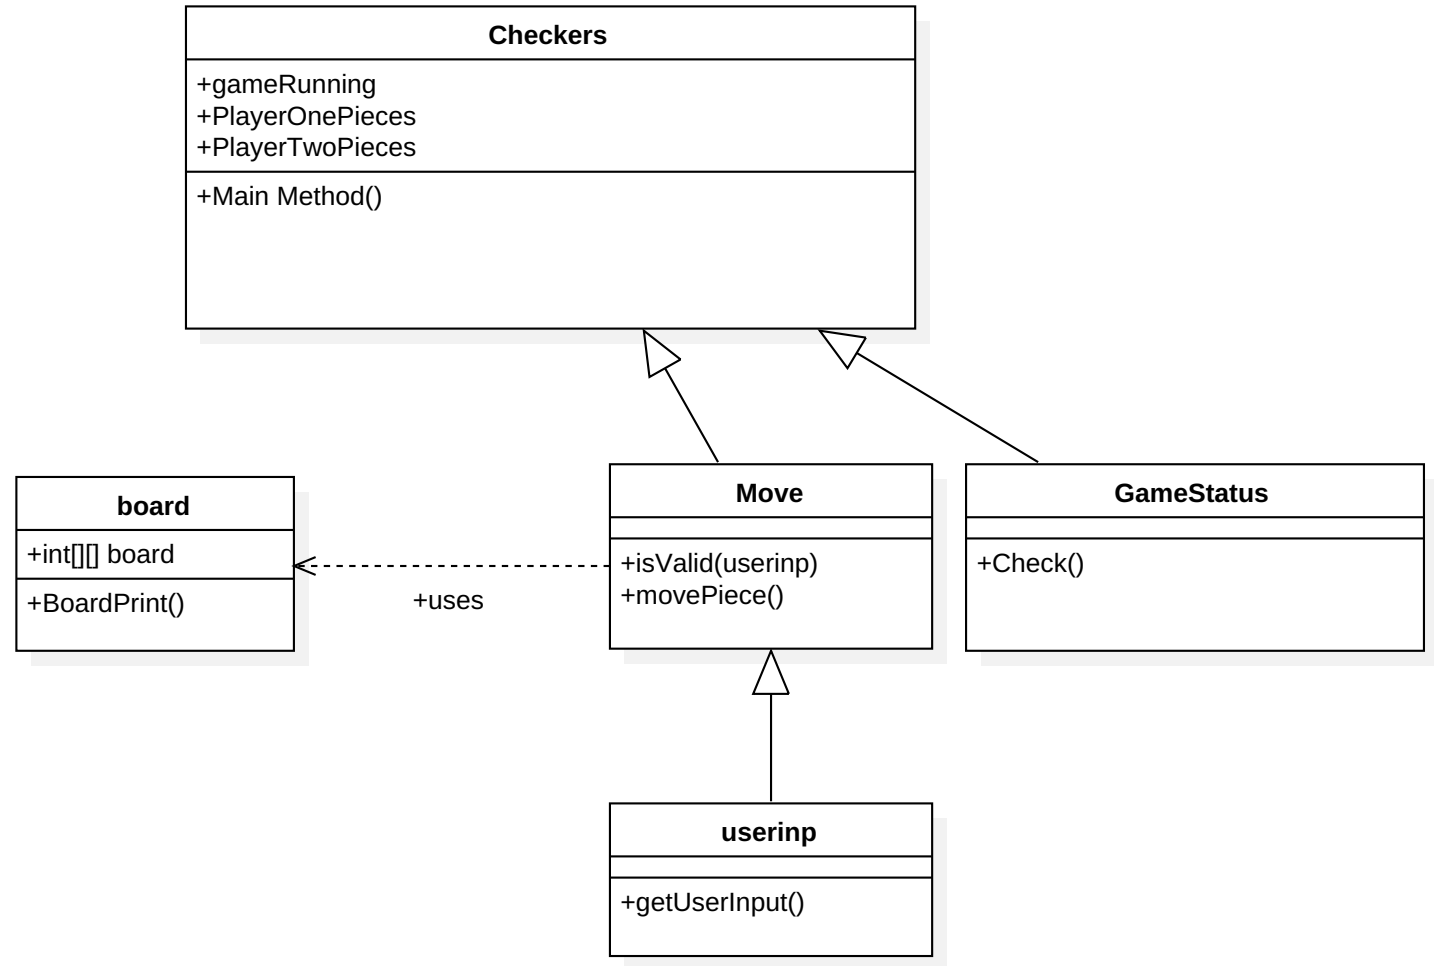 Checkers
+gameRunning
+PlayerOnePieces
+PlayerTwoPieces
+Main Method()
board
+int[][] board
+BoardPrint()
+uses
Move
+isValid(userinp)
+movePiece()
GameStatus
+Check()
userinp
+getUserInput()